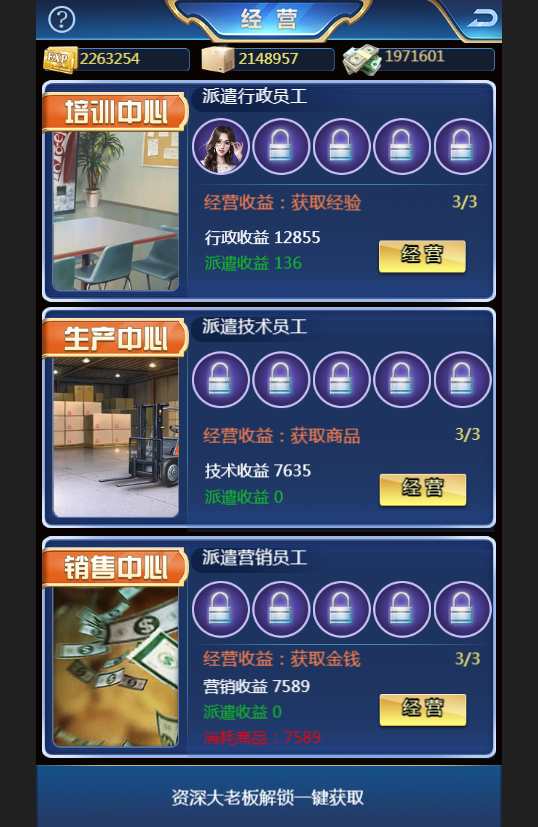 经营
EXP 2263254 2148957 1971601
培训中心
派遣行政员工
经营收益：获取经验 3/3
行政收益 12855
派遣收益 136
经营
生产中心
派遣技术员工
经营收益：获取商品 3/3
技术收益 7635
派遣收益 0
经营
销售中心
派遣营销员工
经营收益：获取金钱 3/3
营销收益 7589
派遣收益 0
经营
消耗商品：7589
资深大老板解锁一键获取